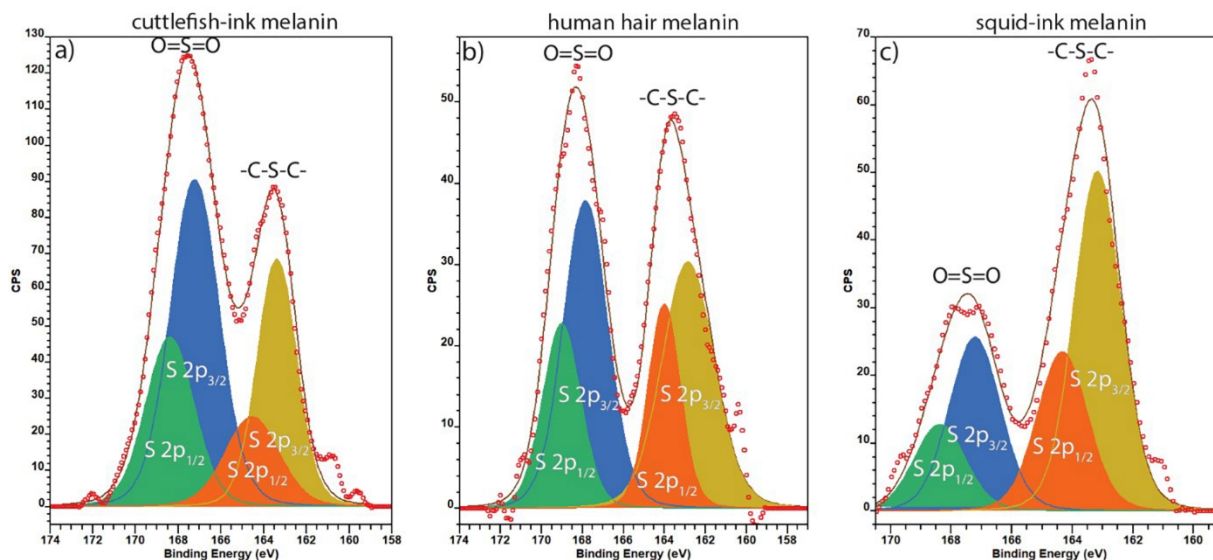 cuttlefish-ink melanin
a)
O=S=O
-C-S-C-
S 2p3/2
S 2p1/2
S 2p3/2
S 2p1/2
CPS
130
120
110
100
90
80
70
60
50
40
30
20
10
0
174 172 170 168 166 164 162 160 158
Binding Energy (eV)
human hair melanin
b)
O=S=O
-C-S-C-
S 2p3/2
S 2p1/2
S 2p3/2
S 2p1/2
CPS
50
40
30
20
10
0
174 172 170 168 166 164 162 160 158 15
Binding Energy (eV)
squid-ink melanin
c)
-C-S-C-
O=S=O
S 2p3/2
S 2p1/2
S 2p3/2
S 2p1/2
CPS
70
60
50
40
30
20
10
0
170 168 166 164 162 160
Binding Energy (eV)